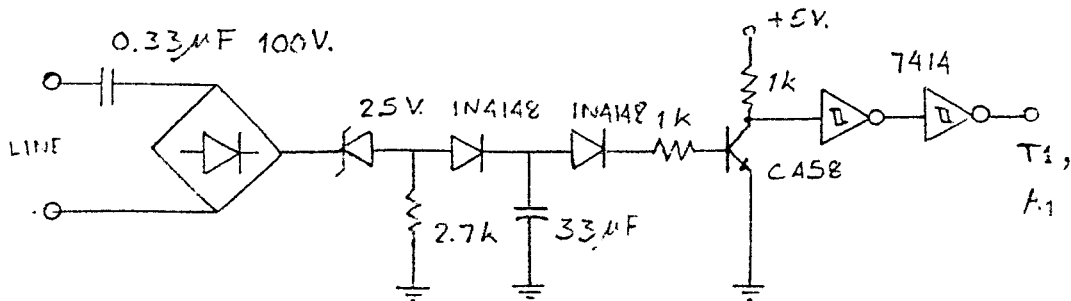 +5V.
0.33µF 100V.
7414
1k
25V. 1N4148 1N4148 1k
LINE
CA58
T1,
2.7k 33µF